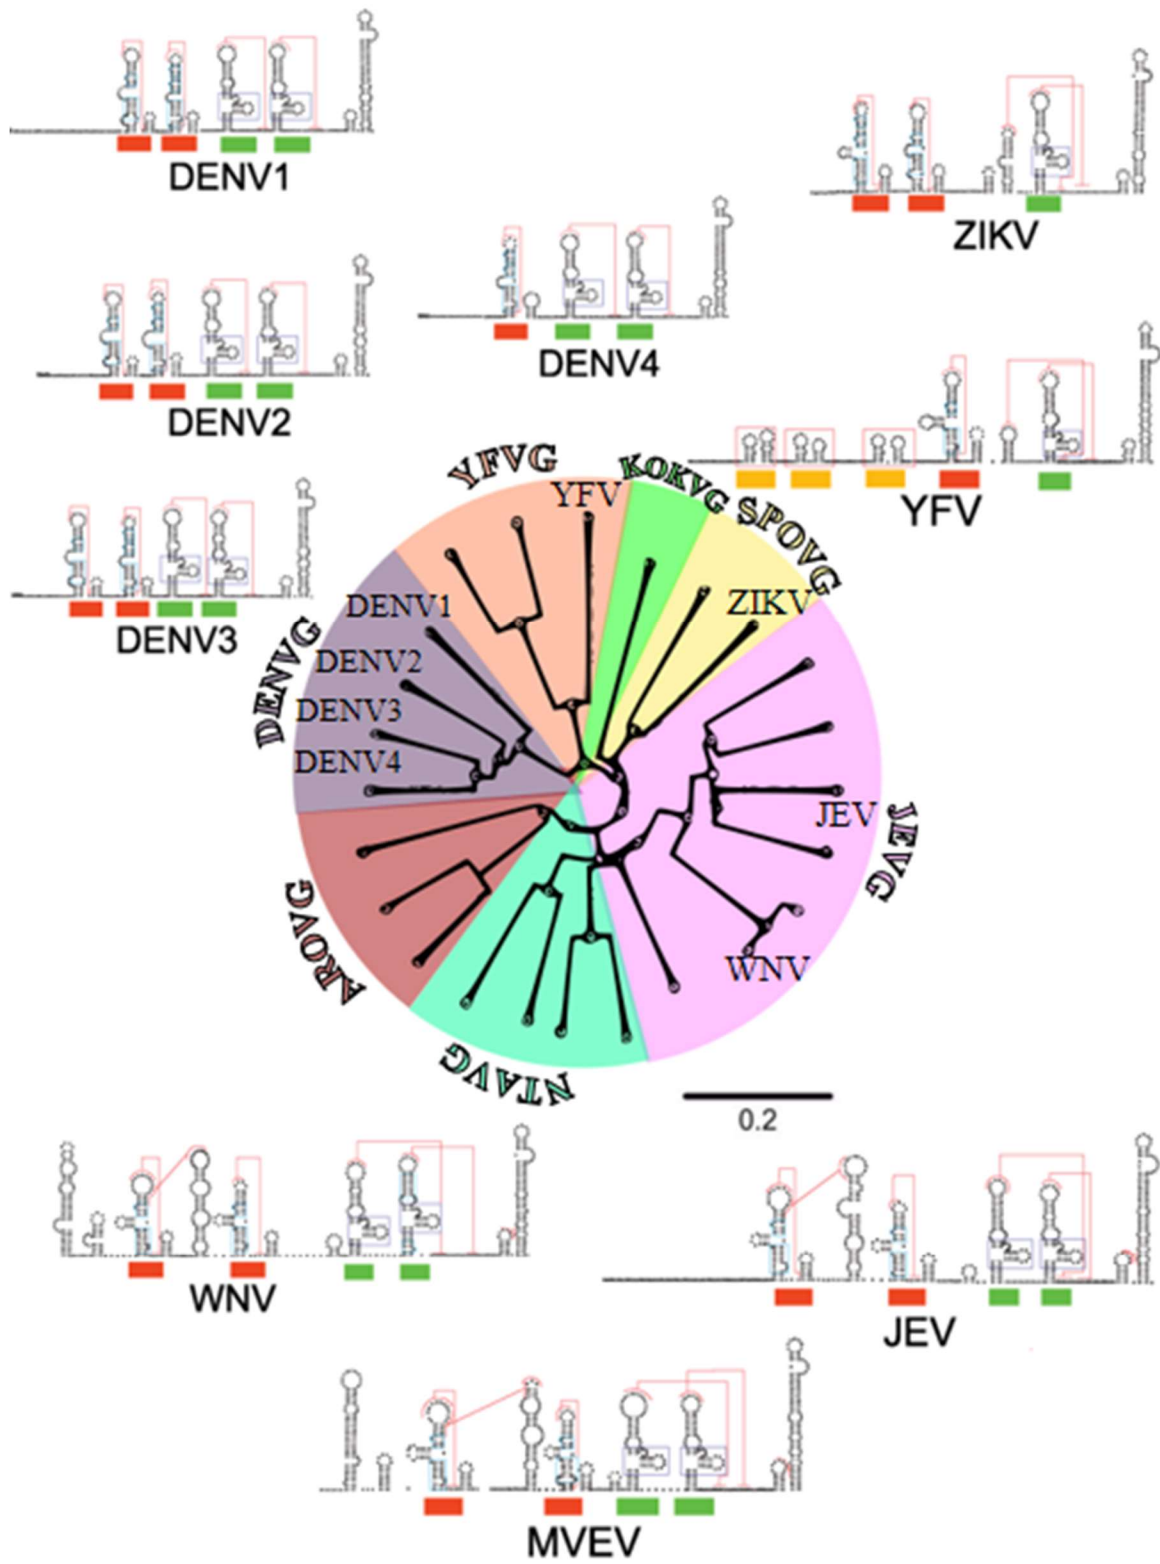 DENV1
ZIKV
DENV4
DENV2
YFV
DENV3
YFVG
KOKVG
SPOVG
YFV
ZIKV
DENV1
DENV2
DENV3
DENV4
DENVG
JEV
JEVG
WNV
AROVG
NTAVG
0.2
WNV
JEV
MVEV